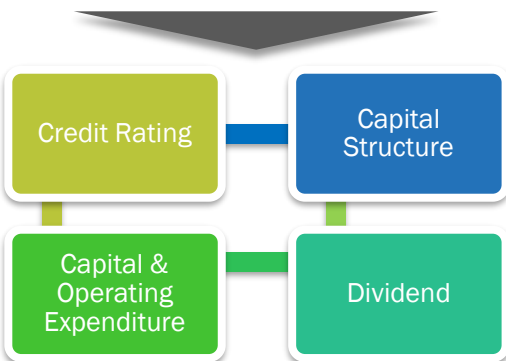 Credit Rating
Capital
Structure
Capital &
Operating
Expenditure
Dividend